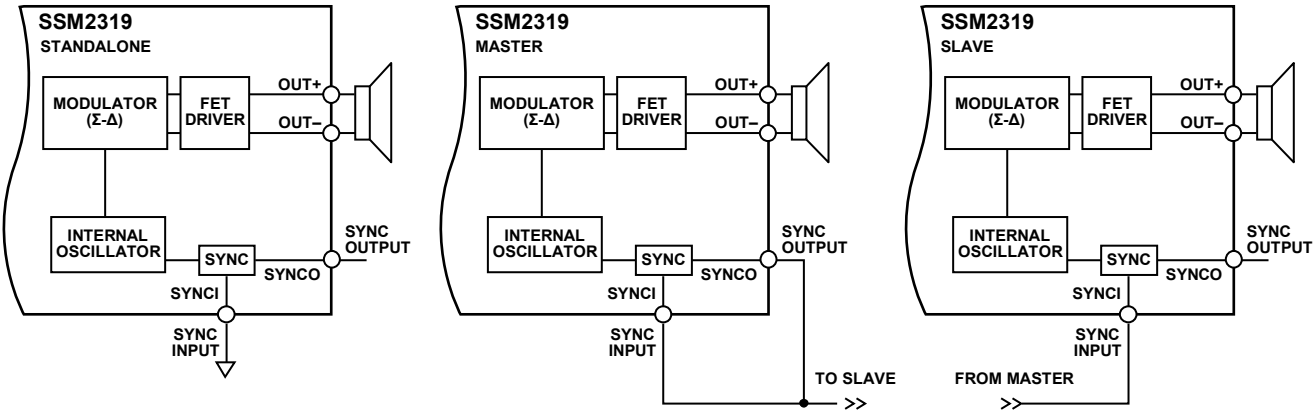 SSM2319
STANDALONE
MODULATOR
(Σ-Δ)
FET
DRIVER
OUT+
OUT−
INTERNAL
OSCILLATOR
SYNC
SYNC
OUTPUT
SYNCO
SYNCI
SYNC
INPUT
SSM2319
MASTER
MODULATOR
(Σ-Δ)
FET
DRIVER
OUT+
OUT−
INTERNAL
OSCILLATOR
SYNC
SYNC
OUTPUT
SYNCO
SYNCI
SYNC
INPUT
TO SLAVE
SSM2319
SLAVE
MODULATOR
(Σ-Δ)
FET
DRIVER
OUT+
OUT−
INTERNAL
OSCILLATOR
SYNC
SYNC
OUTPUT
SYNCO
SYNCI
SYNC
INPUT
FROM MASTER